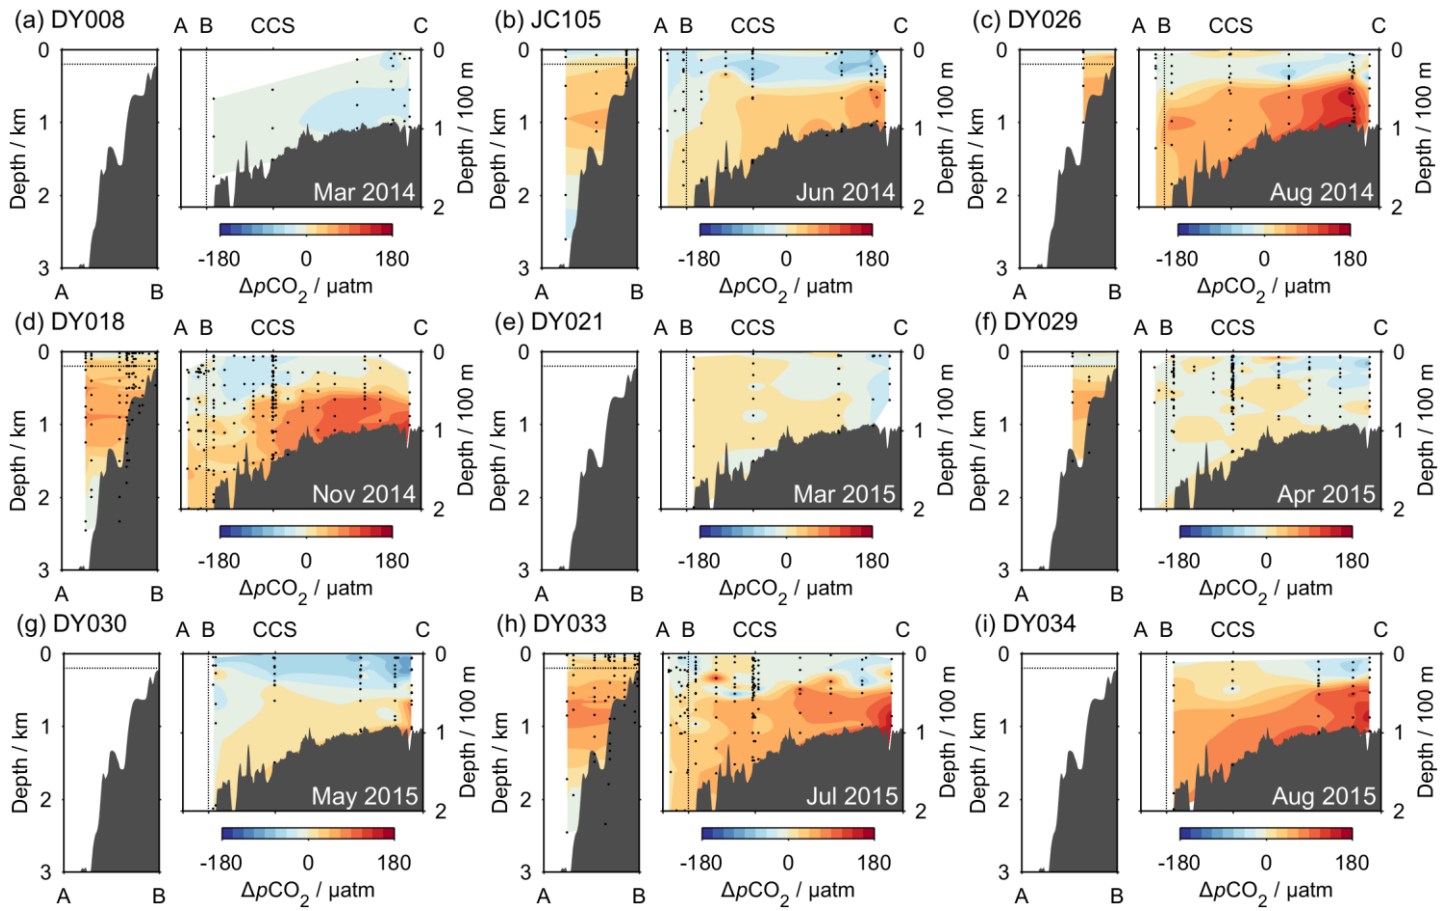 (a) DY008
A B CCS C
0
1
2
3
Depth / km
A B
0
1
2
Depth / 100 m
Mar 2014
-180 0 180
ΔpCO2 / µatm
(b) JC105
A B CCS C
0
1
2
3
Depth / km
A B
0
1
2
Depth / 100 m
Jun 2014
-180 0 180
ΔpCO2 / µatm
(c) DY026
A B CCS C
0
1
2
3
Depth / km
A B
0
1
2
Depth / 100 m
Aug 2014
-180 0 180
ΔpCO2 / µatm
(d) DY018
A B CCS C
0
1
2
3
Depth / km
A B
0
1
2
Depth / 100 m
Nov 2014
-180 0 180
ΔpCO2 / µatm
(e) DY021
A B CCS C
0
1
2
3
Depth / km
A B
0
1
2
Depth / 100 m
Mar 2015
-180 0 180
ΔpCO2 / µatm
(f) DY029
A B CCS C
0
1
2
3
Depth / km
A B
0
1
2
Depth / 100 m
Apr 2015
-180 0 180
ΔpCO2 / µatm
(g) DY030
A B CCS C
0
1
2
3
Depth / km
A B
0
1
2
Depth / 100 m
May 2015
-180 0 180
ΔpCO2 / µatm
(h) DY033
A B CCS C
0
1
2
3
Depth / km
A B
0
1
2
Depth / 100 m
Jul 2015
-180 0 180
ΔpCO2 / µatm
(i) DY034
A B CCS C
0
1
2
3
Depth / km
A B
0
1
2
Depth / 100 m
Aug 2015
-180 0 180
ΔpCO2 / µatm